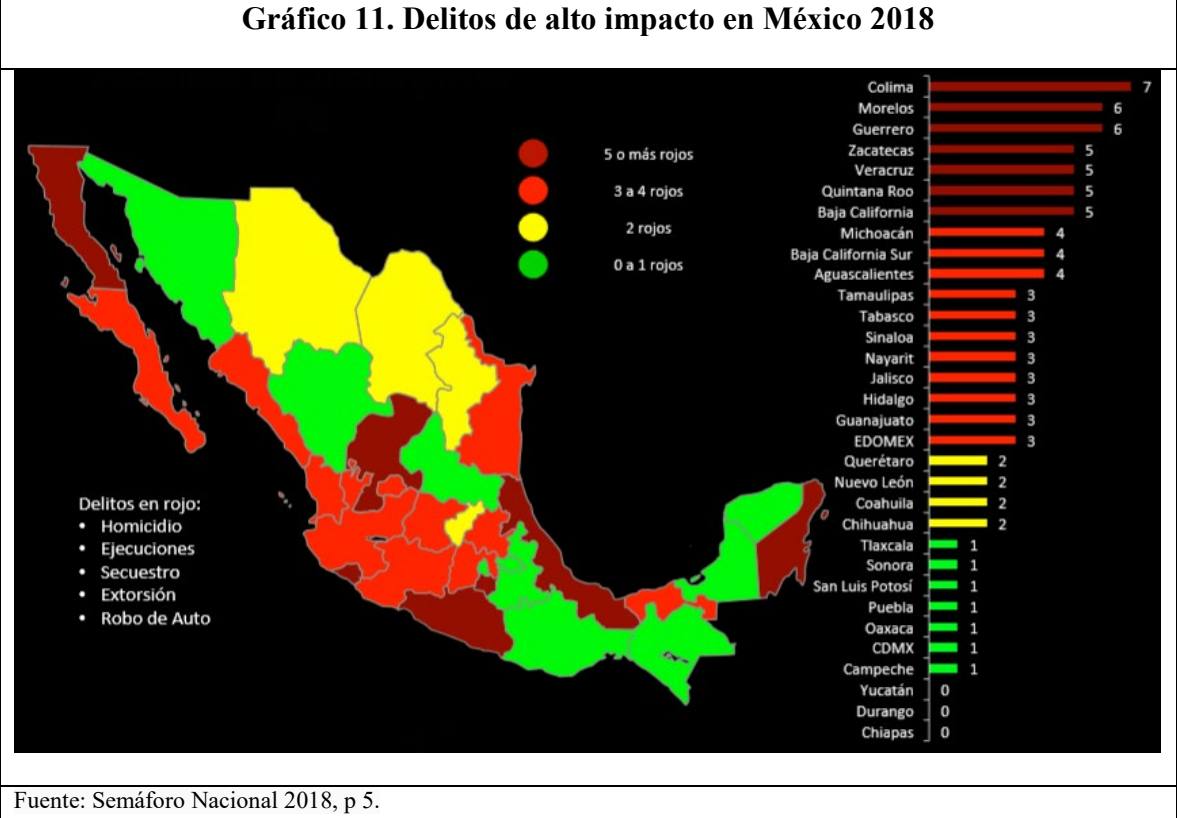 Gráfico 11. Delitos de alto impacto en México 2018
5 o más rojos
3 a 4 rojos
2 rojos
0 a 1 rojos
Delitos en rojo:
• Homicidio
• Ejecuciones
• Secuestro
• Extorsión
• Robo de Auto
Colima 7
Morelos 6
Guerrero 6
Zacatecas 5
Veracruz 5
Quintana Roo 5
Baja California 5
Michoacán 4
Baja California Sur 4
Aguascalientes 4
Tamaulipas 3
Tabasco 3
Sinaloa 3
Nayarit 3
Jalisco 3
Hidalgo 3
Guanajuato 3
EDOMEX 3
Querétaro 2
Nuevo León 2
Coahuila 2
Chihuahua 2
Tlaxcala 1
Sonora 1
San Luis Potosí 1
Puebla 1
Oaxaca 1
CDMX 1
Campeche 1
Yucatán 0
Durango 0
Chiapas 0
Fuente: Semáforo Nacional 2018, p 5.